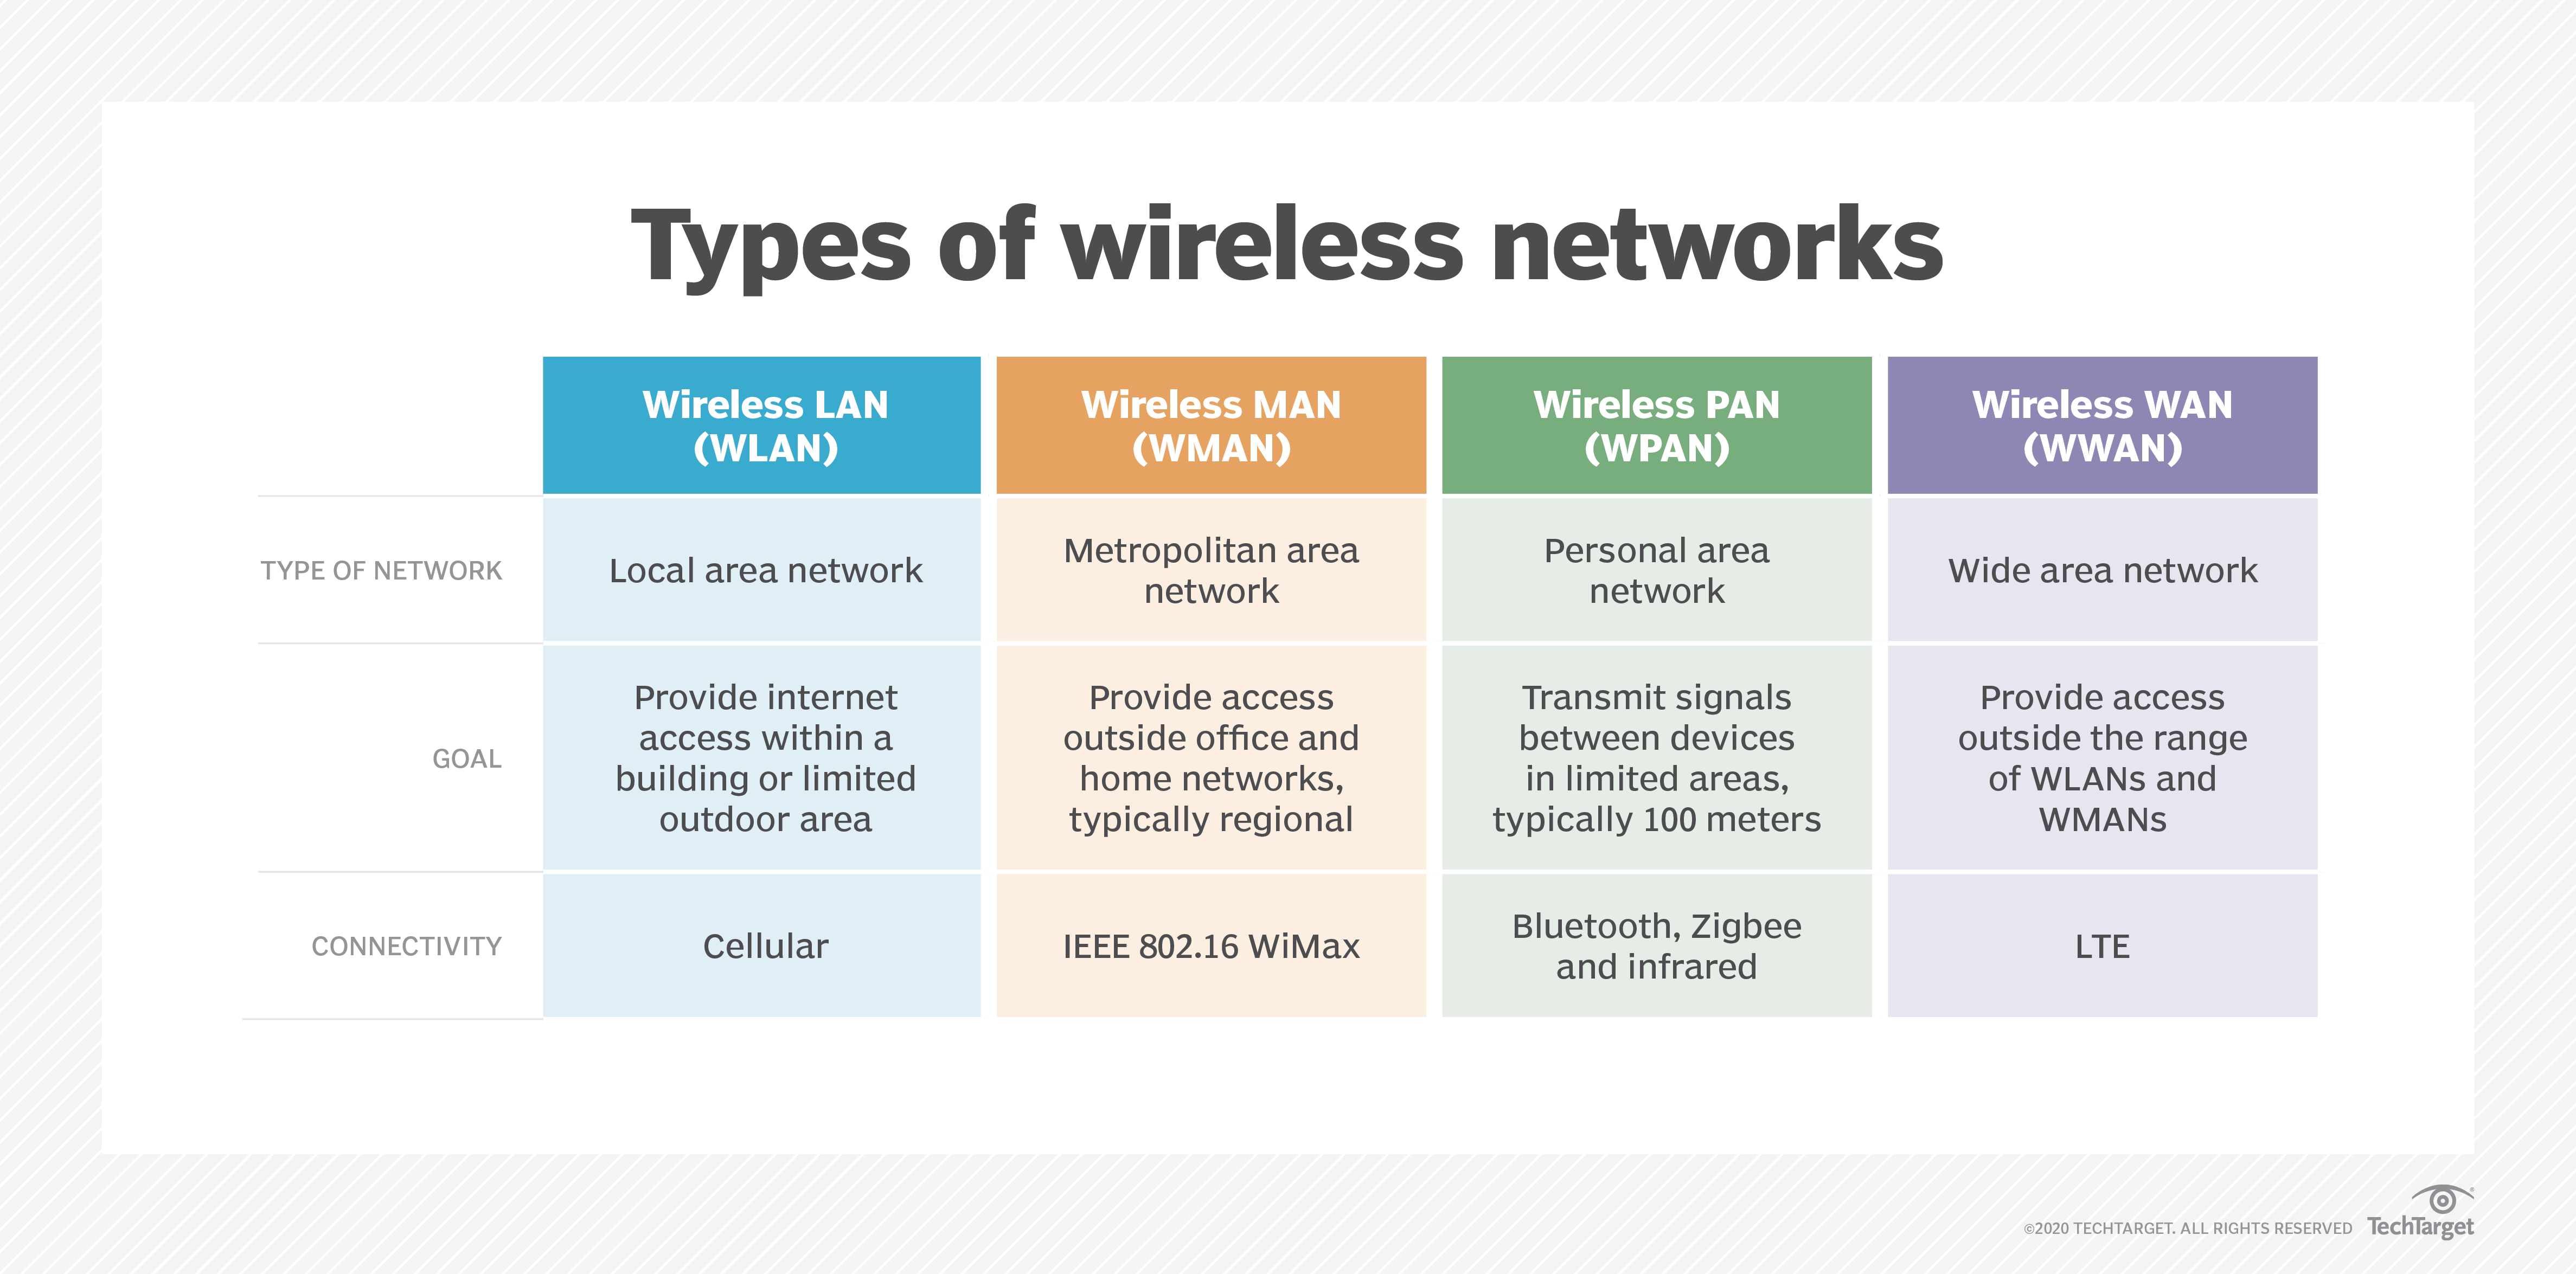 Types of wireless networks
Wireless LAN
(WLAN)
Wireless MAN
(WMAN)
Wireless PAN
(WPAN)
Wireless WAN
(WWAN)
TYPE OF NETWORK
Local area network
Metropolitan area
network
Personal area
network
Wide area network
GOAL
Provide internet
access within a
building or limited
outdoor area
Provide access
outside office and
home networks,
typically regional
Transmit signals
between devices
in limited areas,
typically 100 meters
Provide access
outside the range
of WLANs and
WMANs
CONNECTIVITY
Cellular
IEEE 802.16 WiMax
Bluetooth, Zigbee
and infrared
LTE
©2020 TECHTARGET. ALL RIGHTS RESERVED
TechTarget